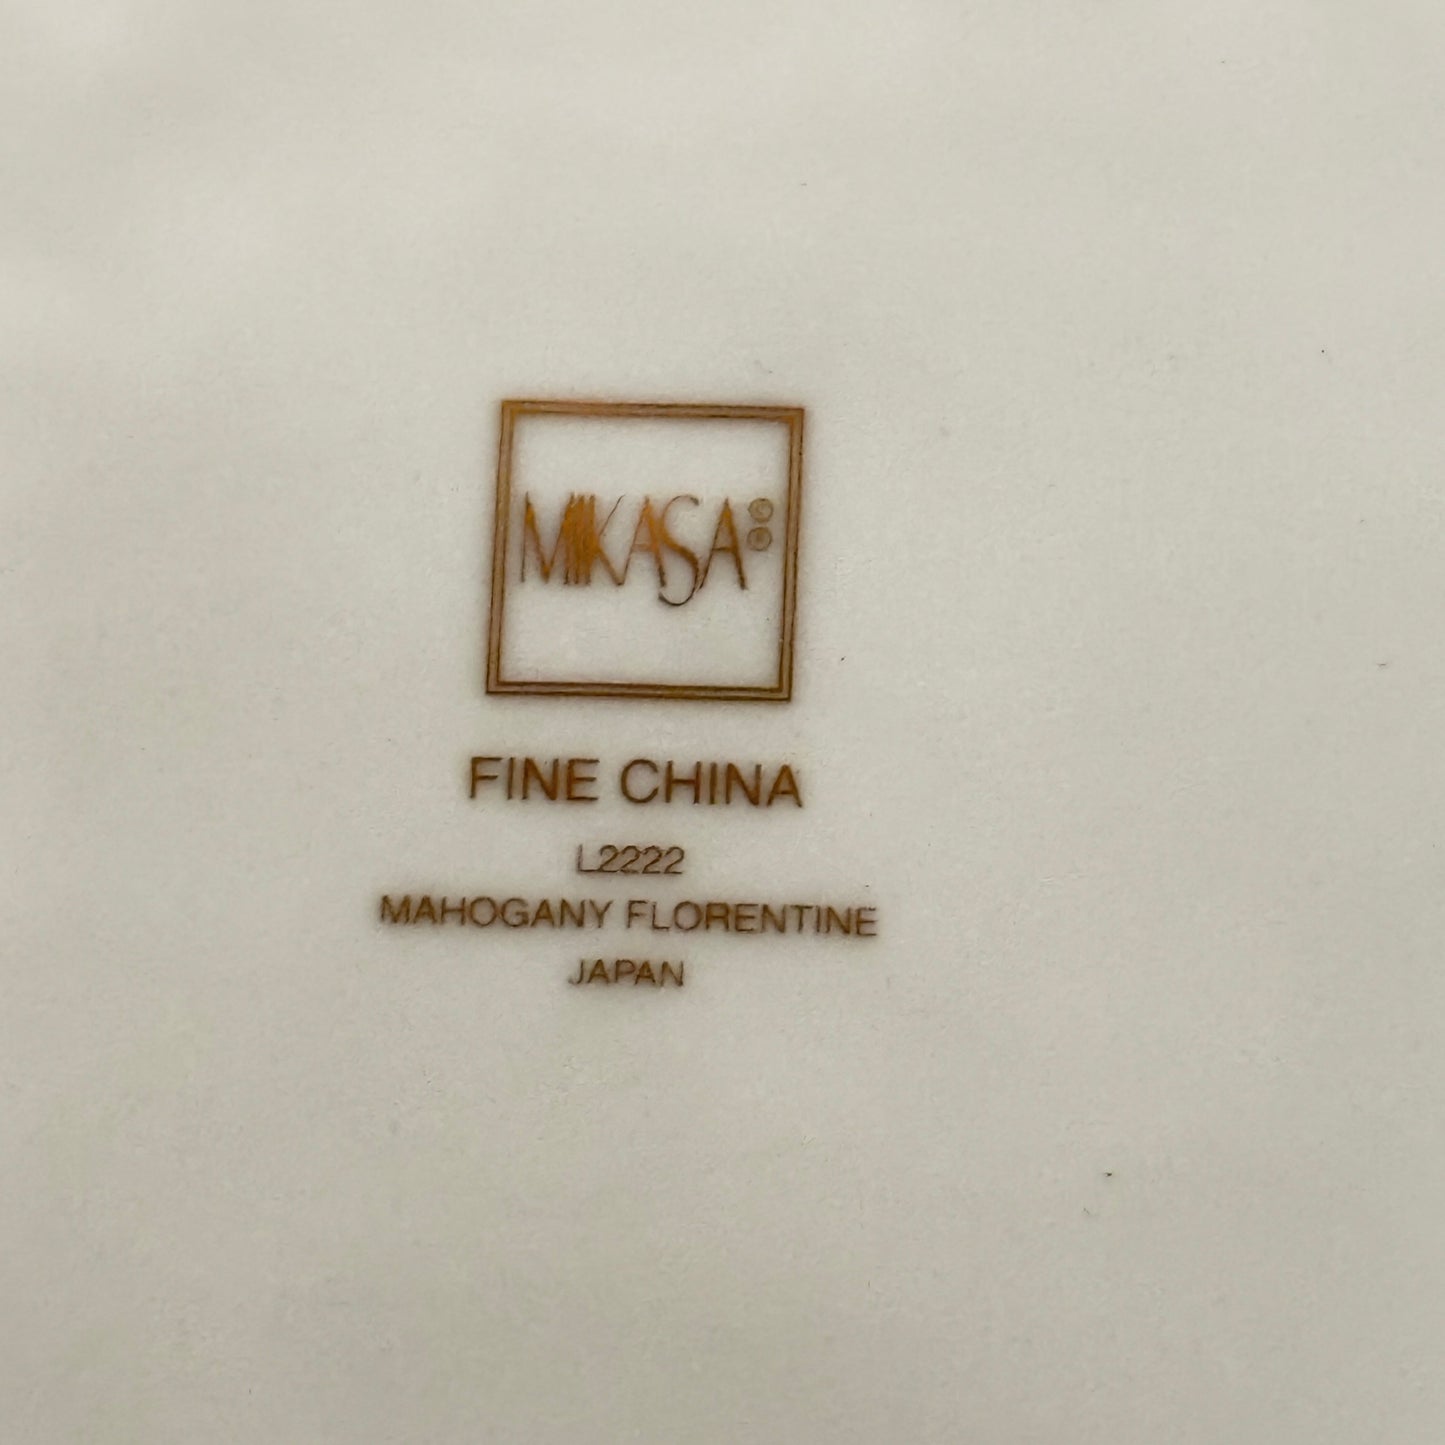 MIKASA©®
FINE CHINA
L2222
MAHOGANY FLORENTINE
JAPAN